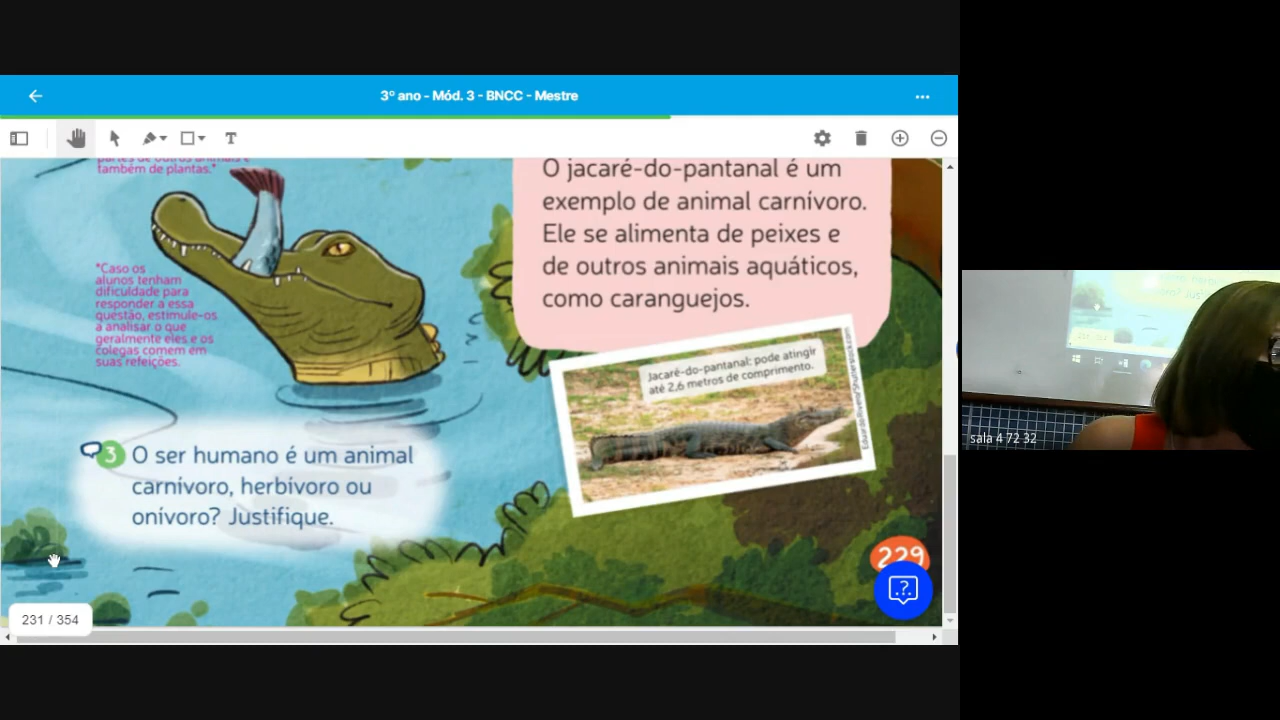 3º ano - Mód. 3 - BNCC - Mestre
T
partes de outros animais e
também de plantas.*
O jacaré-do-pantanal é um
exemplo de animal carnívoro.
Ele se alimenta de peixes e
de outros animais aquáticos,
como caranguejos.
*Caso os
alunos tenham
dificuldade para
responder a essa
questão, estimule-os
a analisar o que
geralmente eles e os
colegas comem em
suas refeições.
Jacaré-do-pantanal: pode atingir
até 2,6 metros de comprimento.
3 O ser humano é um animal
carnívoro, herbívoro ou
onívoro? Justifique.
229
231 / 354
sala 4 72 32